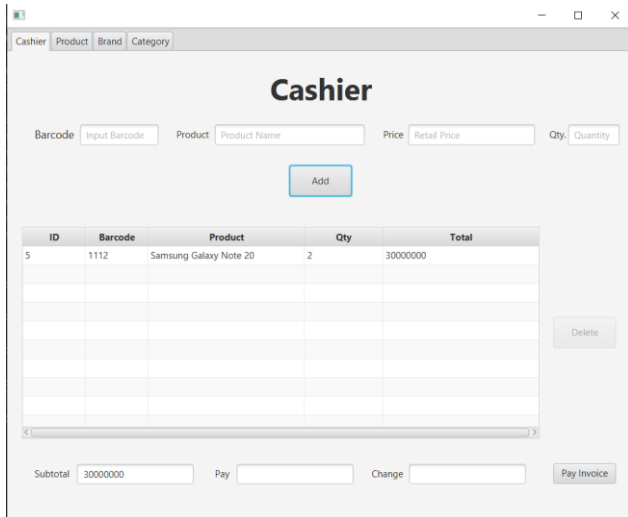 Cashier Product Brand Category
Cashier
Barcode Input Barcode Product Product Name Price Retail Price Qty. Quantity
Add
ID Barcode Product Qty Total
5 1112 Samsung Galaxy Note 20 2 30000000
Delete
Subtotal 30000000 Pay Change Pay Invoice